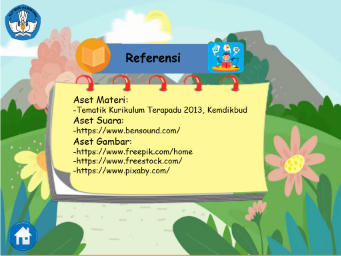 Referensi
Aset Materi:
-Tematik Kurikulum Terapadu 2013, Kemdikbud
Aset Suara:
-https://www.bensound.com/
Aset Gambar:
-https://www.freepik.com/home
-https://www.freestock.com/
-https://www.pixaby.com/